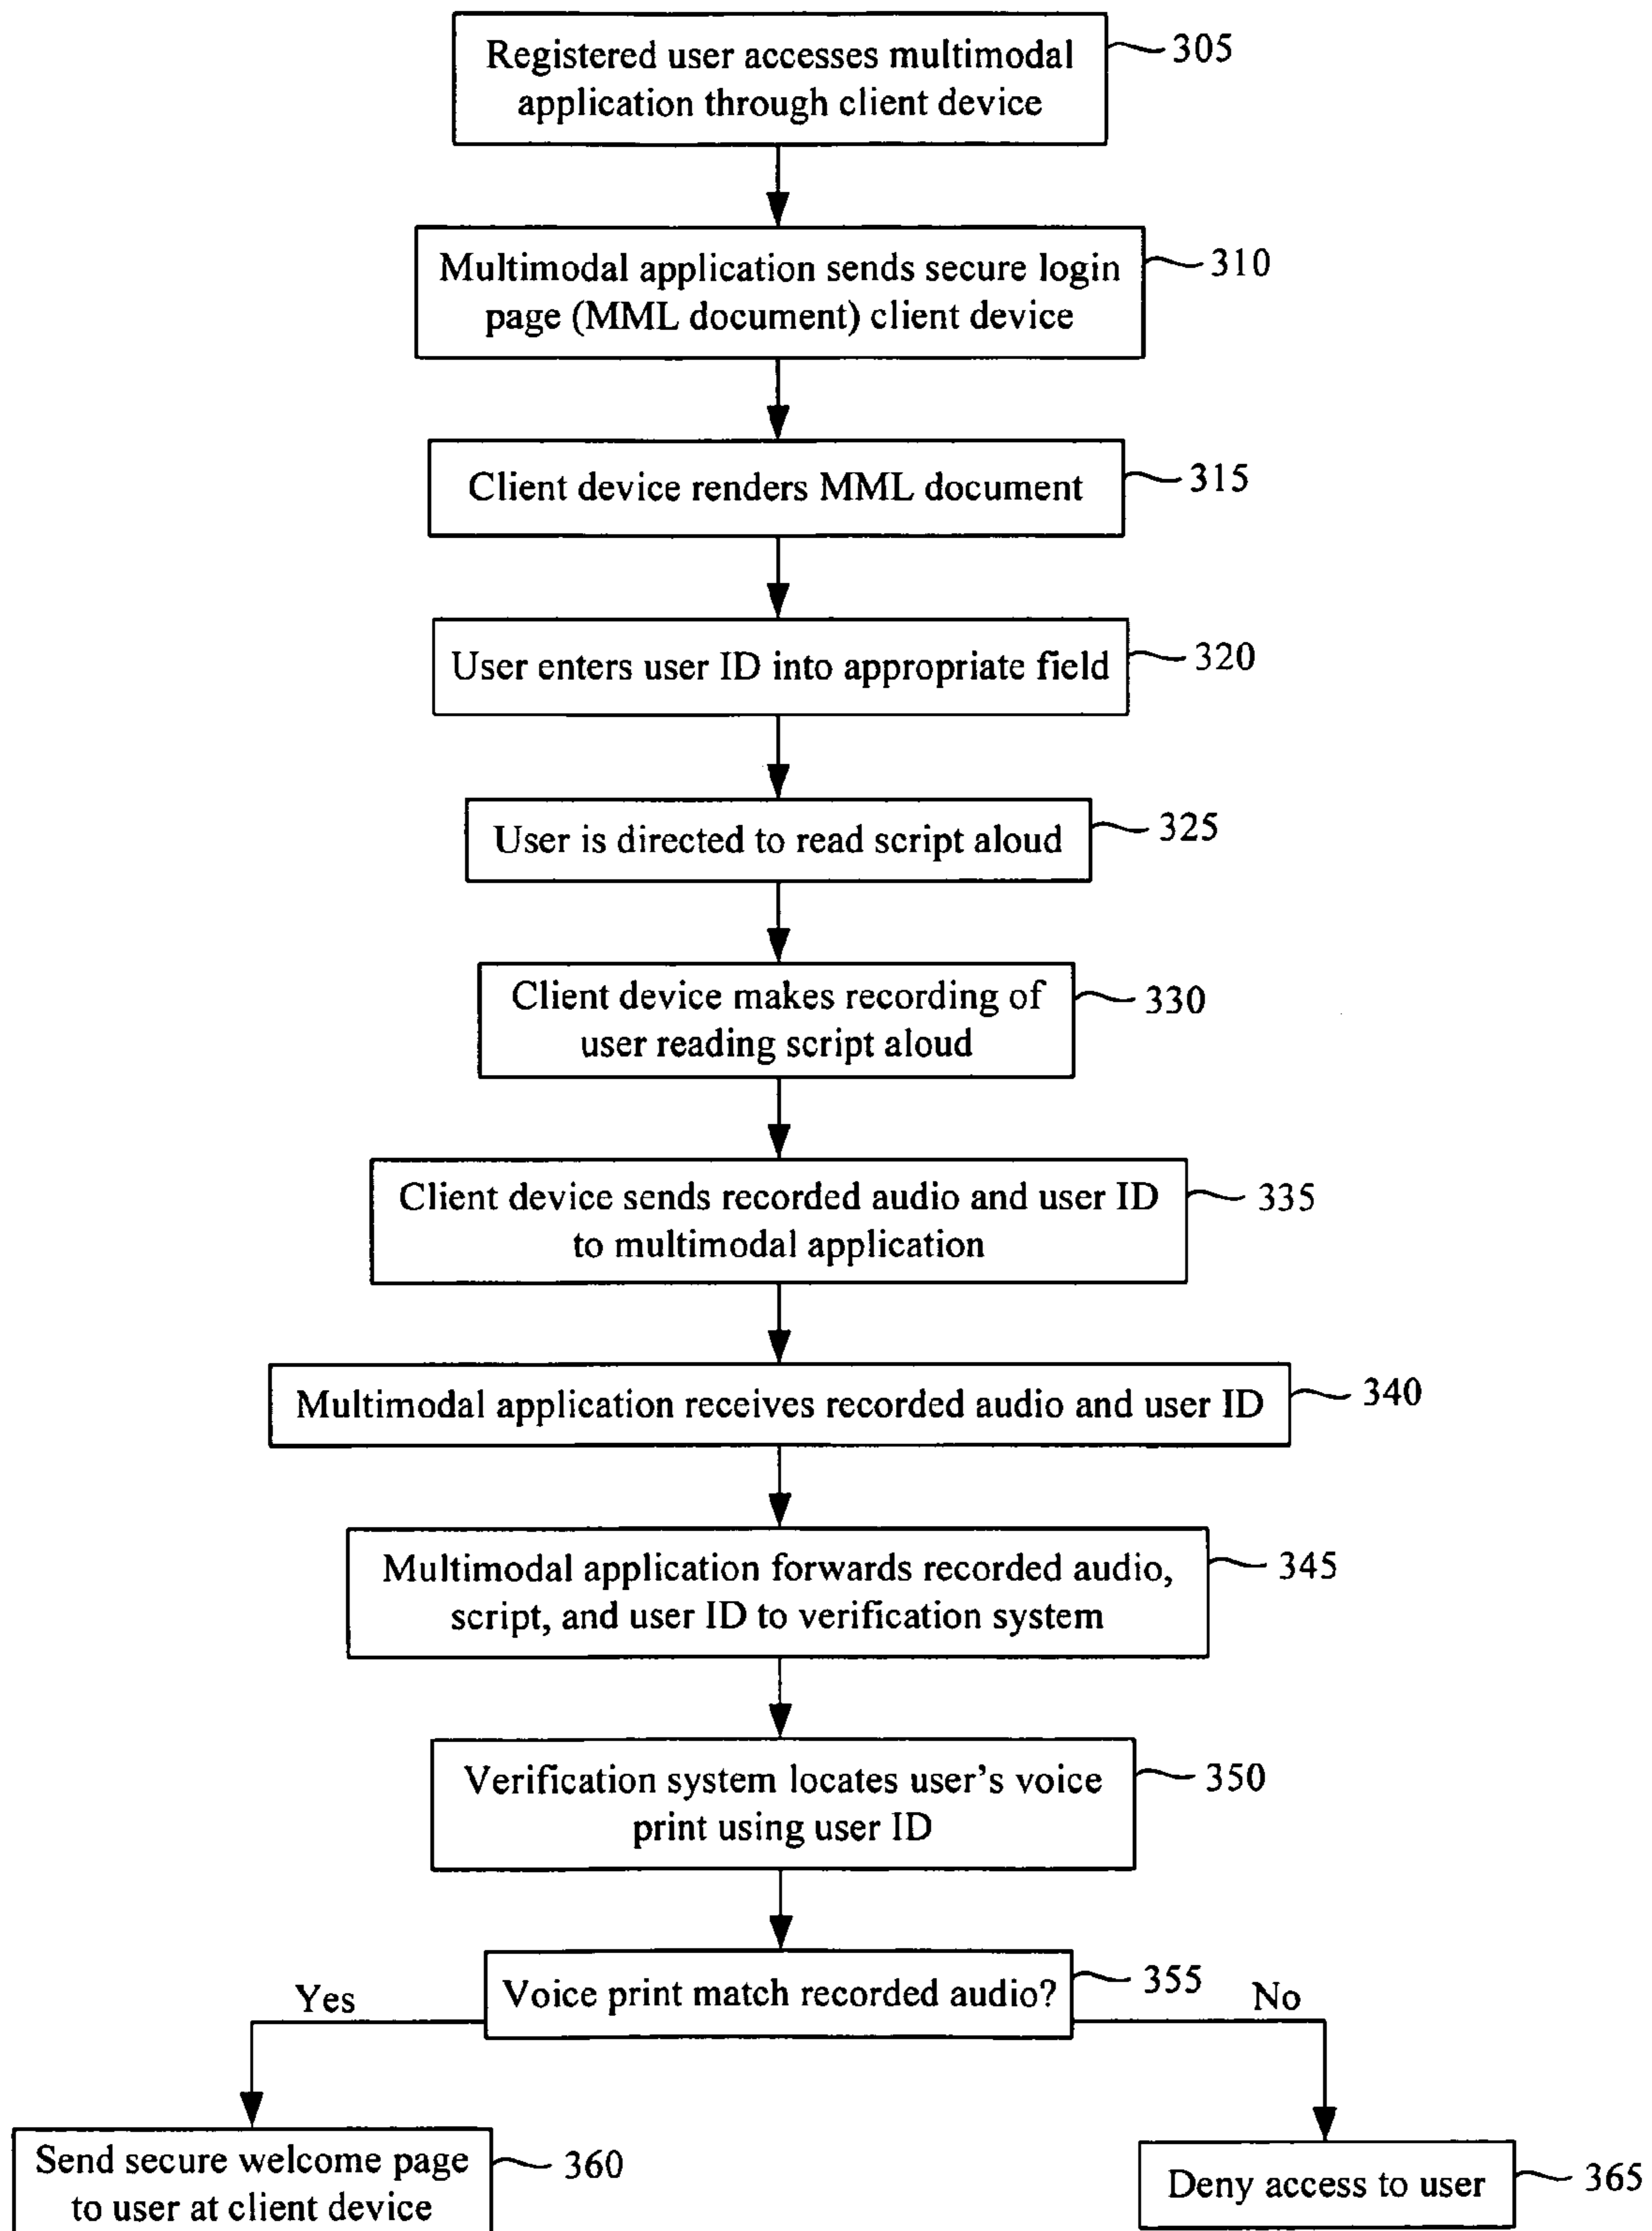 Registered user accesses multimodal
application through client device
305
Multimodal application sends secure login
page (MML document) client device
310
Client device renders MML document
315
User enters user ID into appropriate field
320
User is directed to read script aloud
325
Client device makes recording of
user reading script aloud
330
Client device sends recorded audio and user ID
to multimodal application
335
Multimodal application receives recorded audio and user ID
340
Multimodal application forwards recorded audio,
script, and user ID to verification system
345
Verification system locates user's voice
print using user ID
350
Voice print match recorded audio?
355
Yes
No
Send secure welcome page
to user at client device
360
Deny access to user
365